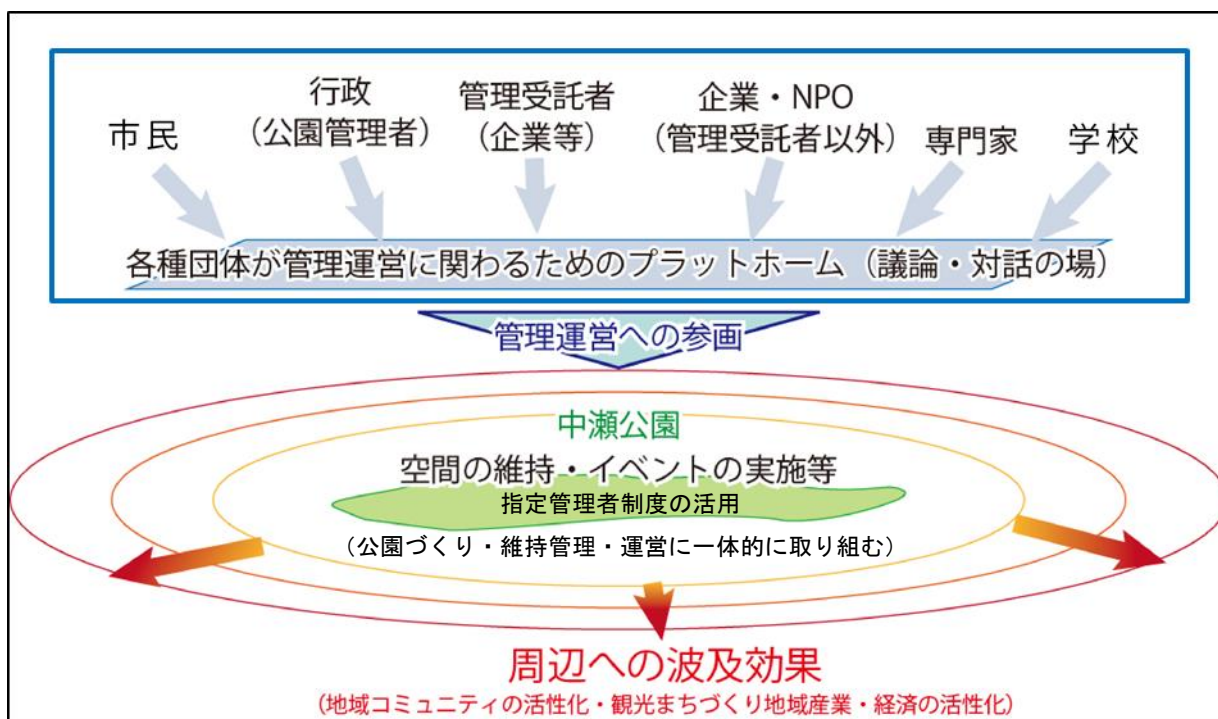 市民
行政
（公園管理者）
管理受託者
（企業等）
企業・NPO
（管理受託者以外）
専門家
学校
各種団体が管理運営に関わるためのプラットホーム（議論・対話の場）
管理運営への参画
中瀬公園
空間の維持・イベントの実施等
指定管理者制度の活用
（公園づくり・維持管理・運営に一体的に取り組む）
周辺への波及効果
（地域コミュニティの活性化・観光まちづくり地域産業・経済の活性化）